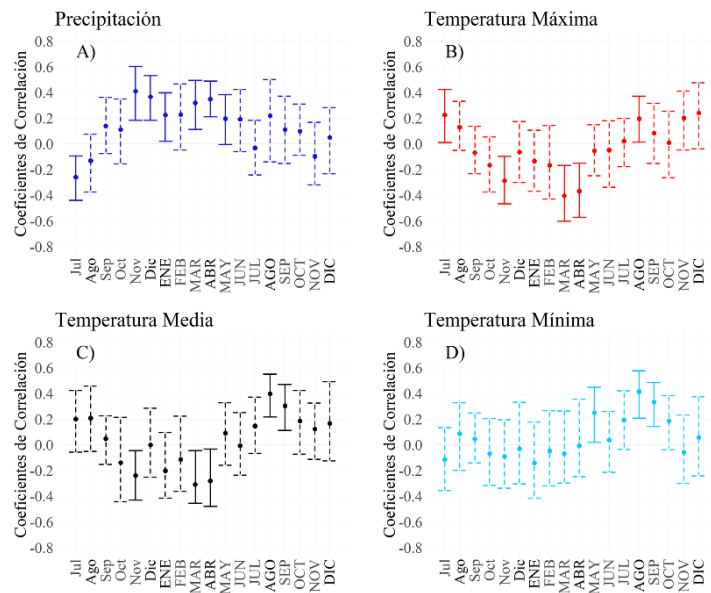 Precipitación
A)
Coeficientes de Correlación
0.8
0.6
0.4
0.2
0.0
-0.2
-0.4
-0.6
-0.8
Jul Ago Sep Oct Nov Dic ENE FEB MAR ABR MAY JUN JUL AGO SEP OCT NOV DIC
Temperatura Máxima
B)
Coeficientes de Correlación
0.8
0.6
0.4
0.2
0.0
-0.2
-0.4
-0.6
-0.8
Jul Ago Sep Oct Nov Dic ENE FEB MAR ABR MAY JUN JUL AGO SEP OCT NOV DIC
Temperatura Media
C)
Coeficientes de Correlación
0.8
0.6
0.4
0.2
0.0
-0.2
-0.4
-0.6
-0.8
Jul Ago Sep Oct Nov Dic ENE FEB MAR ABR MAY JUN JUL AGO SEP OCT NOV DIC
Temperatura Mínima
D)
Coeficientes de Correlación
0.8
0.6
0.4
0.2
0.0
-0.2
-0.4
-0.6
-0.8
Jul Ago Sep Oct Nov Dic ENE FEB MAR ABR MAY JUN JUL AGO SEP OCT NOV DIC